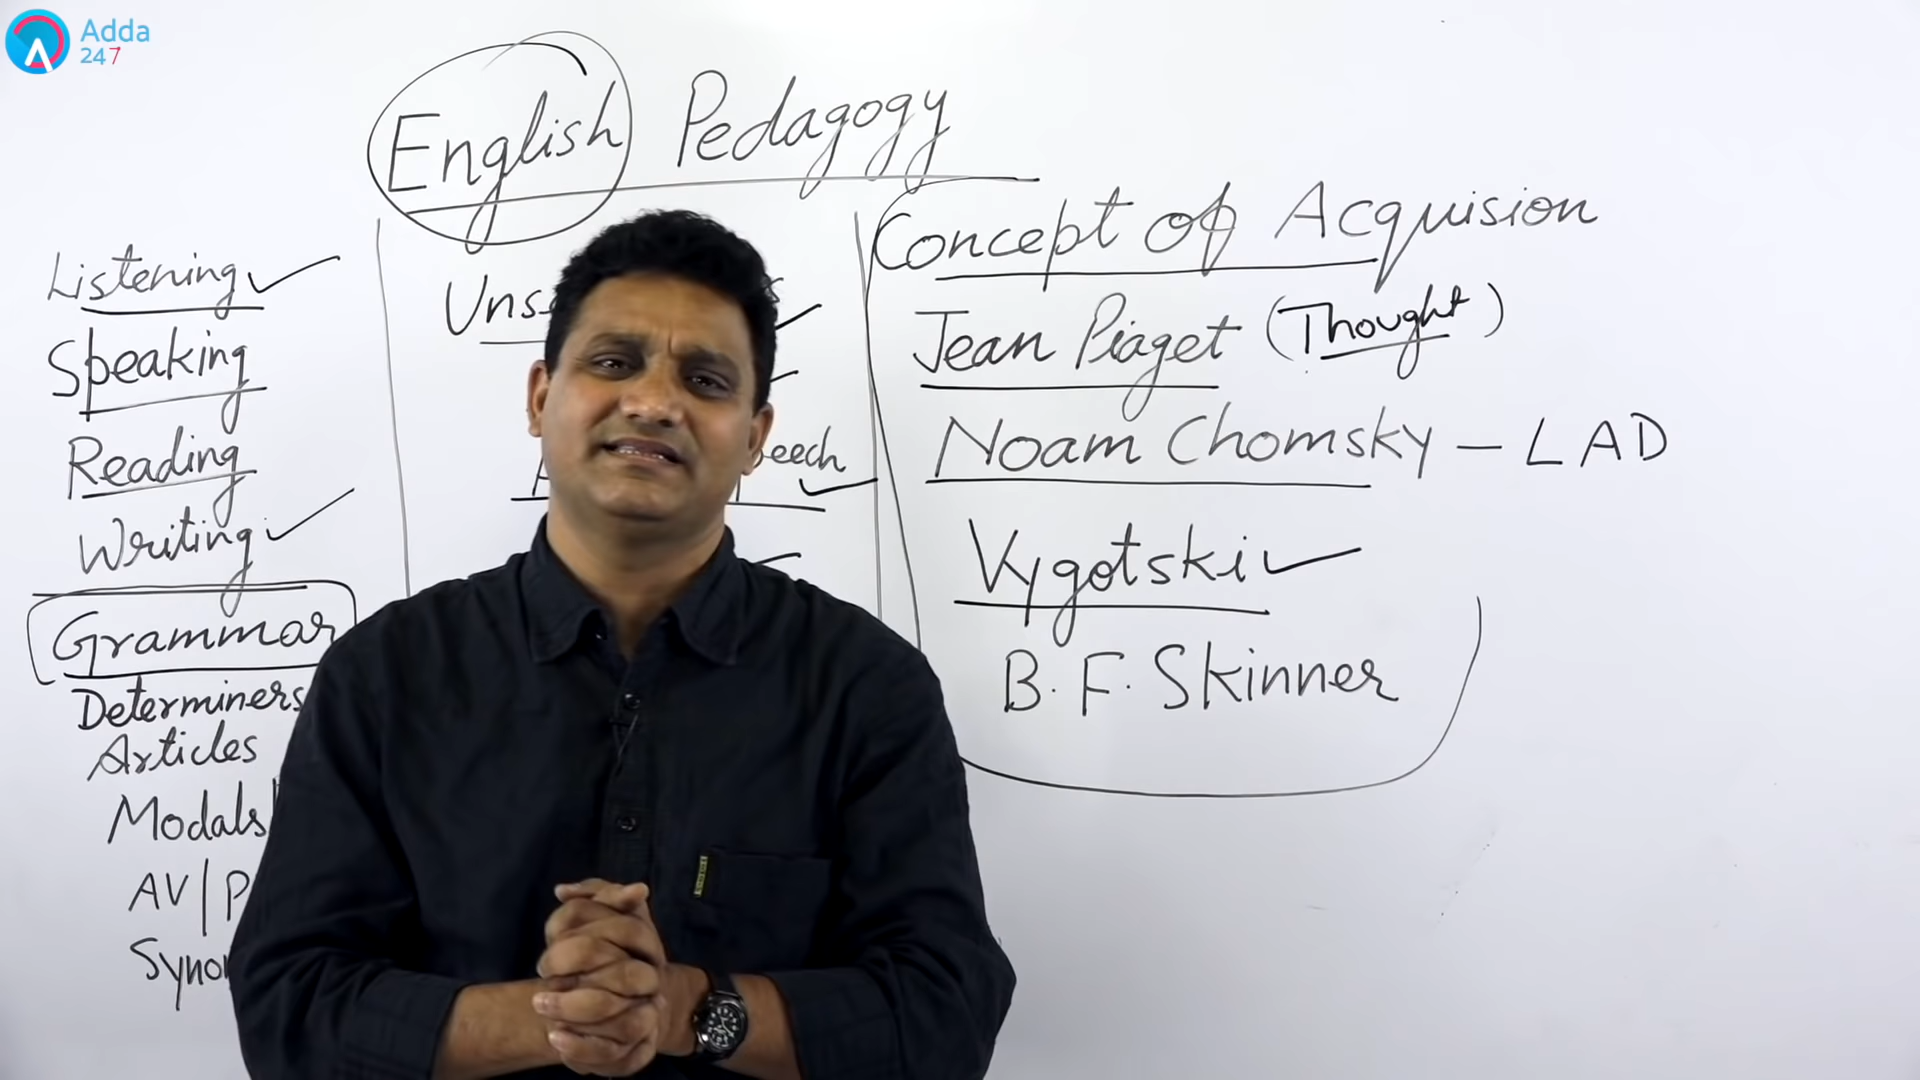 Adda
247
English Pedagogy
Listening
Speaking
Reading
Writing
Grammar
Determiners
Articles
Modals
AV/P
Concept of Acquision
Jean Piaget (Thought)
Noam Chomsky - LAD
Vygotski
B. F. Skinner